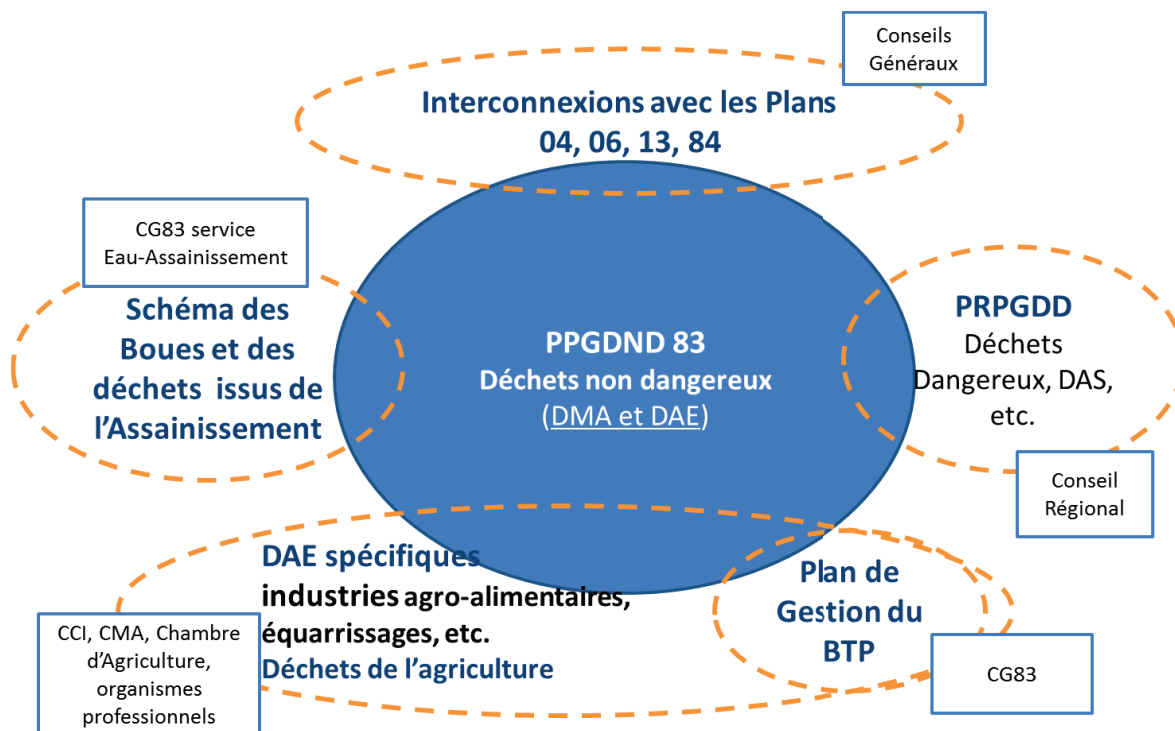 Conseils
Généraux
Interconnexions avec les Plans
04, 06, 13, 84
CG83 service
Eau-Assainissement
Schéma des
Boues et des
déchets issus de
l'Assainissement
PPGDND 83
Déchets non dangereux
(DMA et DAE)
PRPGDD
Déchets
Dangereux, DAS,
etc.
Conseil
Régional
DAE spécifiques
industries agro-alimentaires,
équarrissages, etc.
Déchets de l'agriculture
CCI, CMA, Chambre
d'Agriculture,
organismes
professionnels
Plan de
Gestion du
BTP
CG83